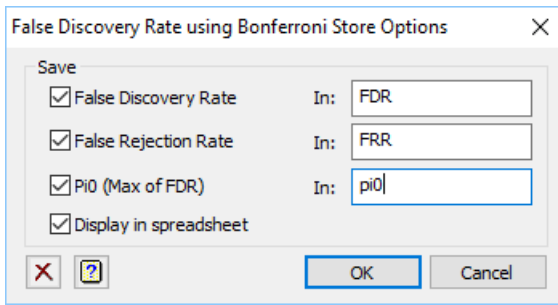 False Discovery Rate using Bonferroni Store Options
Save
False Discovery Rate In: FDR
False Rejection Rate In: FRR
Pi0 (Max of FDR) In: pi0
Display in spreadsheet
? OK Cancel